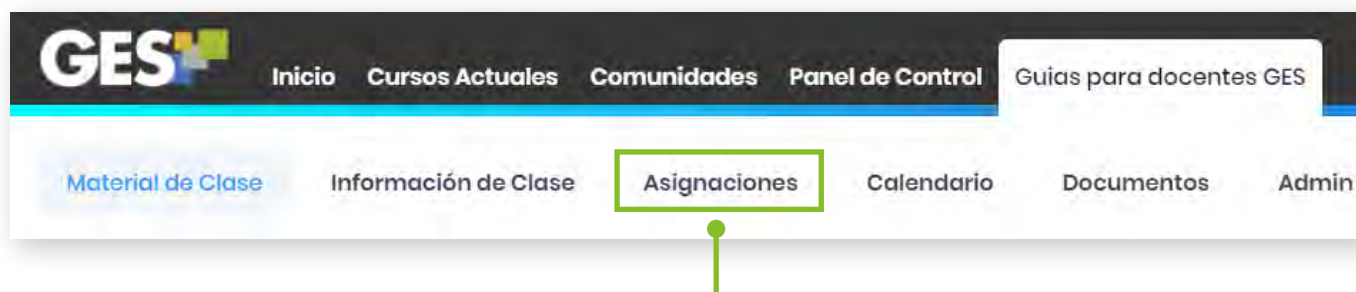 GES
Inicio Cursos Actuales Comunidades Panel de Control Guias para docentes GES
Material de Clase Información de Clase Asignaciones Calendario Documentos Admin